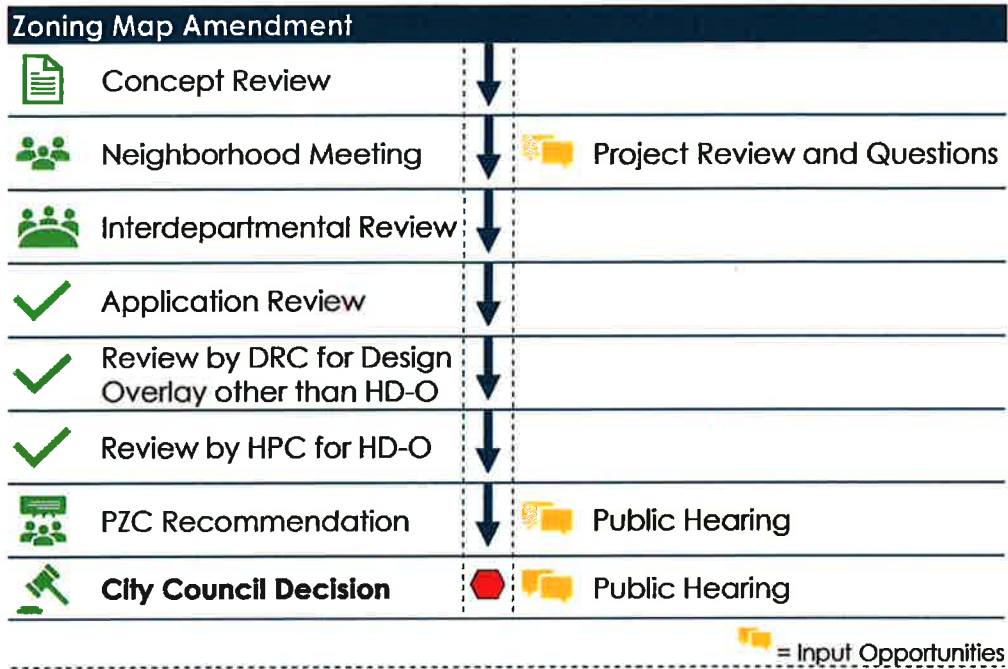 Zoning Map Amendment
Concept Review
Neighborhood Meeting
Project Review and Questions
Interdepartmental Review
Application Review
Review by DRC for Design
Overlay other than HD-O
Review by HPC for HD-O
PZC Recommendation
Public Hearing
City Council Decision
Public Hearing
= Input Opportunities